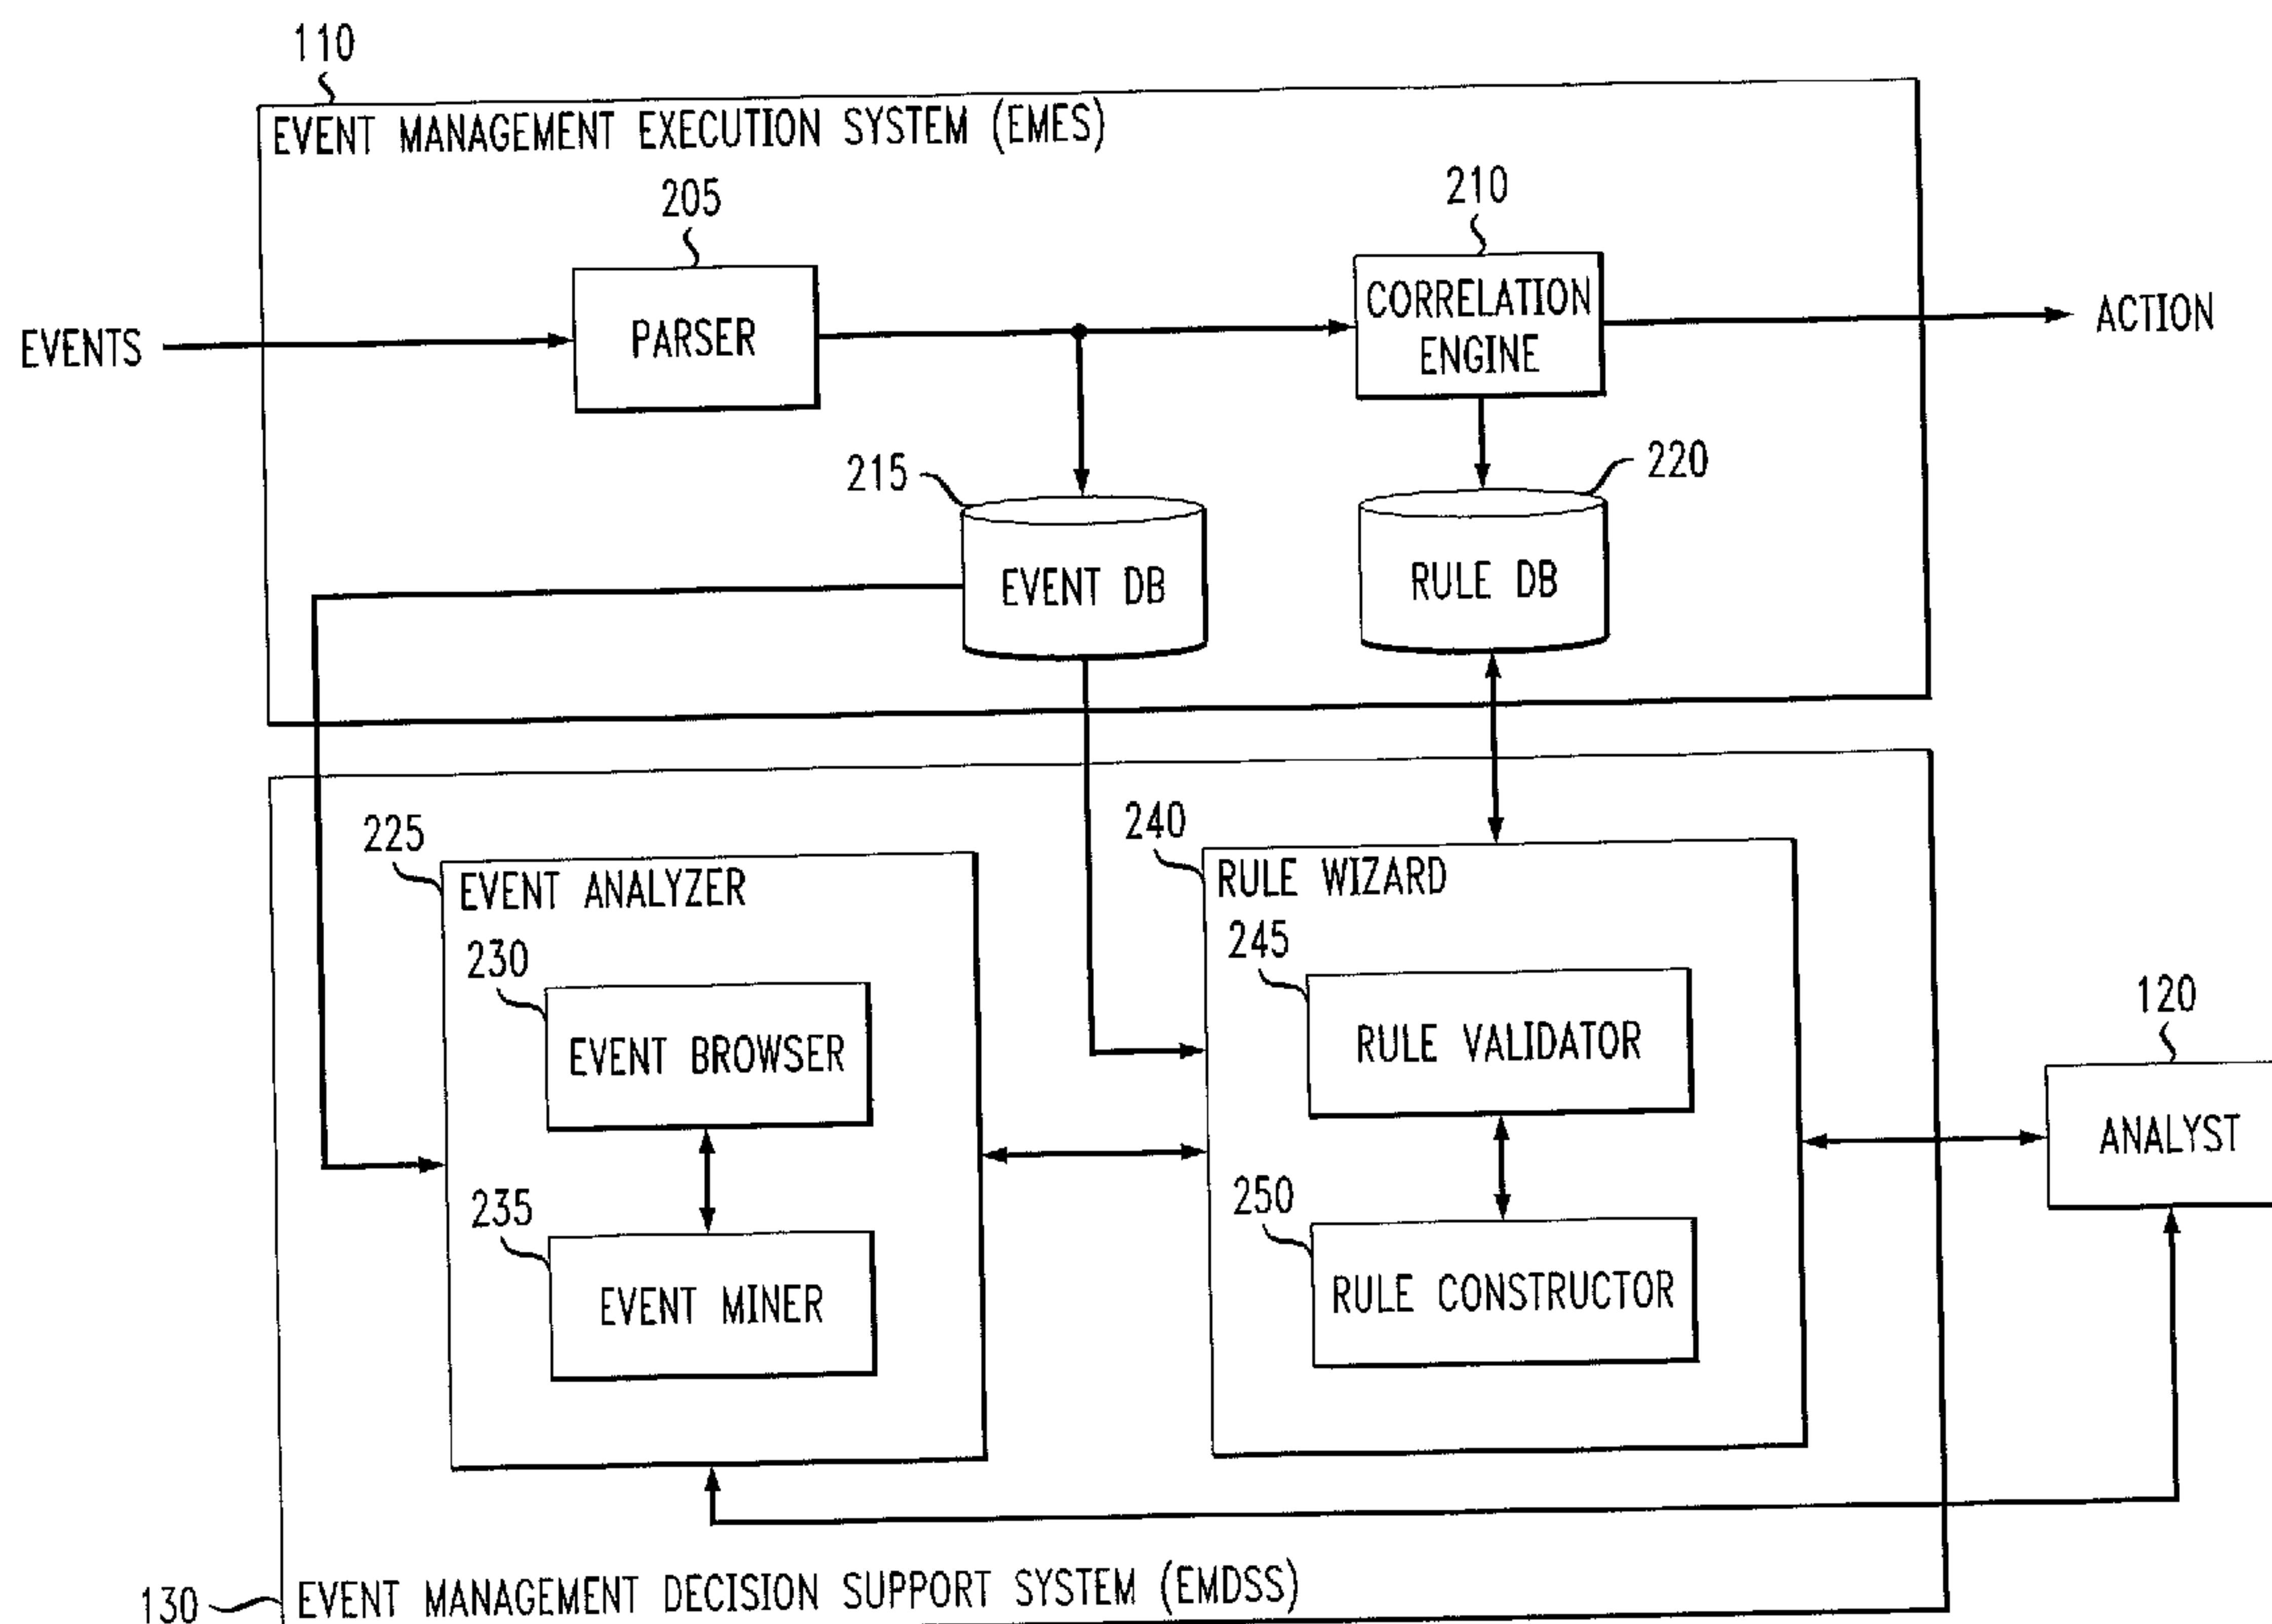 110
EVENT MANAGEMENT EXECUTION SYSTEM (EMES)
205
210
EVENTS
PARSER
CORRELATION
ENGINE
ACTION
215
220
EVENT DB
RULE DB
225
240
EVENT ANALYZER
RULE WIZARD
230
245
EVENT BROWSER
RULE VALIDATOR
120
ANALYST
235
250
EVENT MINER
RULE CONSTRUCTOR
130
EVENT MANAGEMENT DECISION SUPPORT SYSTEM (EMDSS)